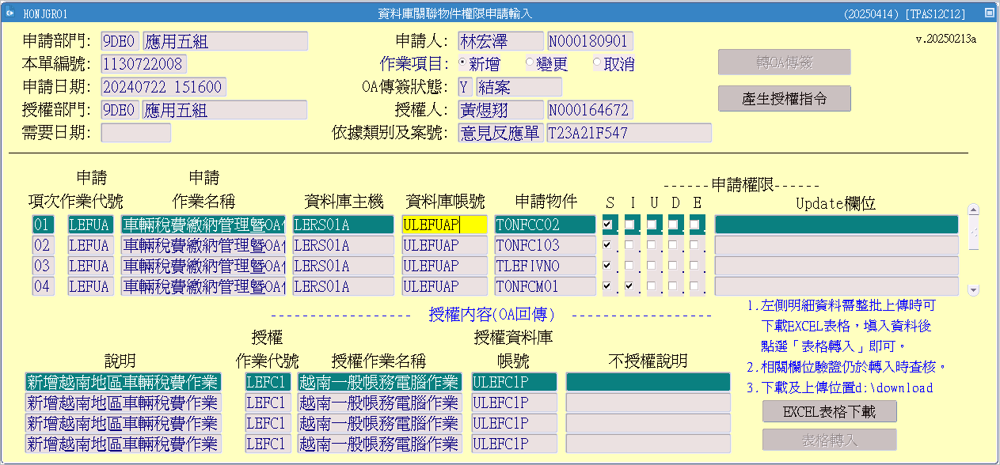 HONJGR01 資料庫關聯物件權限申請輸入 (20250414) [TPAS12C12]
申請部門: 9DE0 應用五組 申請人: 林宏澤 N000180901 v.20250213a
本單編號: 1130722008 作業項目: 新增 變更 取消 轉OA傳簽
申請日期: 20240722 151600 OA傳簽狀態: Y 結案
授權部門: 9DE0 應用五組 授權人: 黃煜翔 N000164672 產生授權指令
需要日期: 依據類別及案號: 意見反應單 T23A21F547
申請 申請 ------申請權限------
項次 作業代號 作業名稱 資料庫主機 資料庫帳號 申請物件 S I U D E Update欄位
01 LEFUA 車輛稅費繳納管理暨OA LERS01A ULEFUAP TONFCC02
02 LEFUA 車輛稅費繳納管理暨OA LERS01A ULEFUAP TONFC103
03 LEFUA 車輛稅費繳納管理暨OA LERS01A ULEFUAP TLEFIVNO
04 LEFUA 車輛稅費繳納管理暨OA LERS01A ULEFUAP TONFCM01
------------------ 授權內容(OA回傳) ------------------
授權 授權資料庫
說明 作業代號 授權作業名稱 帳號 不授權說明
新增越南地區車輛稅費作業 LEFC1 越南一般帳務電腦作業 ULEFC1P
新增越南地區車輛稅費作業 LEFC1 越南一般帳務電腦作業 ULEFC1P
新增越南地區車輛稅費作業 LEFC1 越南一般帳務電腦作業 ULEFC1P
新增越南地區車輛稅費作業 LEFC1 越南一般帳務電腦作業 ULEFC1P
1.左側明細資料需整批上傳時可
下載EXCEL表格，填入資料後
點選「表格轉入」即可。
2.相關欄位驗證仍於轉入時查核。
3.下載及上傳位置d:\download
EXCEL表格下載
表格轉入